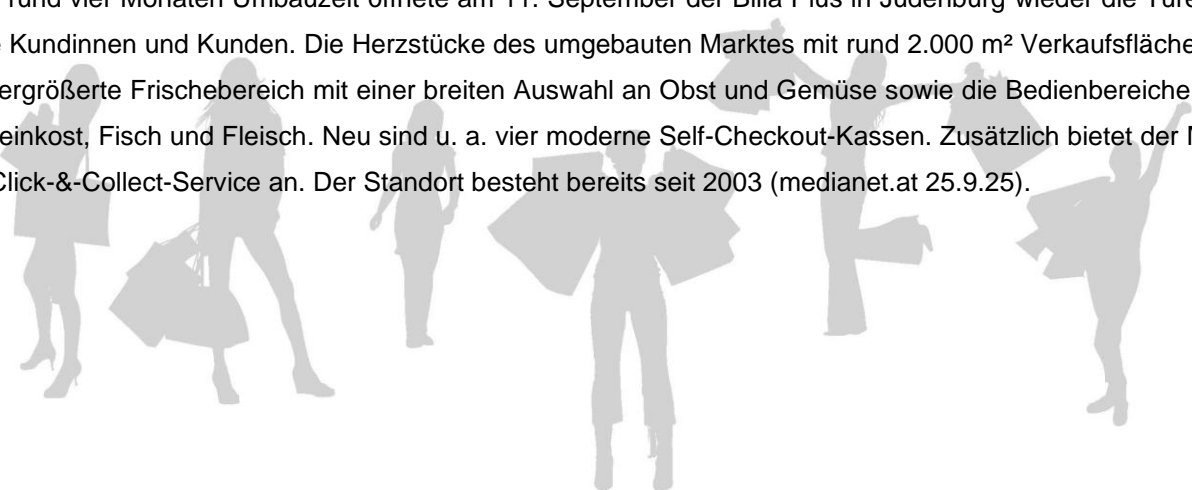 rund vier Monaten Umbauzeit öffnete am 11. September der Billa Plus in Judenburg wieder die Türe
Kundinnen und Kunden. Die Herzstücke des umgebauten Marktes mit rund 2.000 m² Verkaufsfläche
ergrößerte Frischebereich mit einer breiten Auswahl an Obst und Gemüse sowie die Bedienbereiche
einkost, Fisch und Fleisch. Neu sind u. a. vier moderne Self-Checkout-Kassen. Zusätzlich bietet der
Click-&-Collect-Service an. Der Standort besteht bereits seit 2003 (medianet.at 25.9.25).